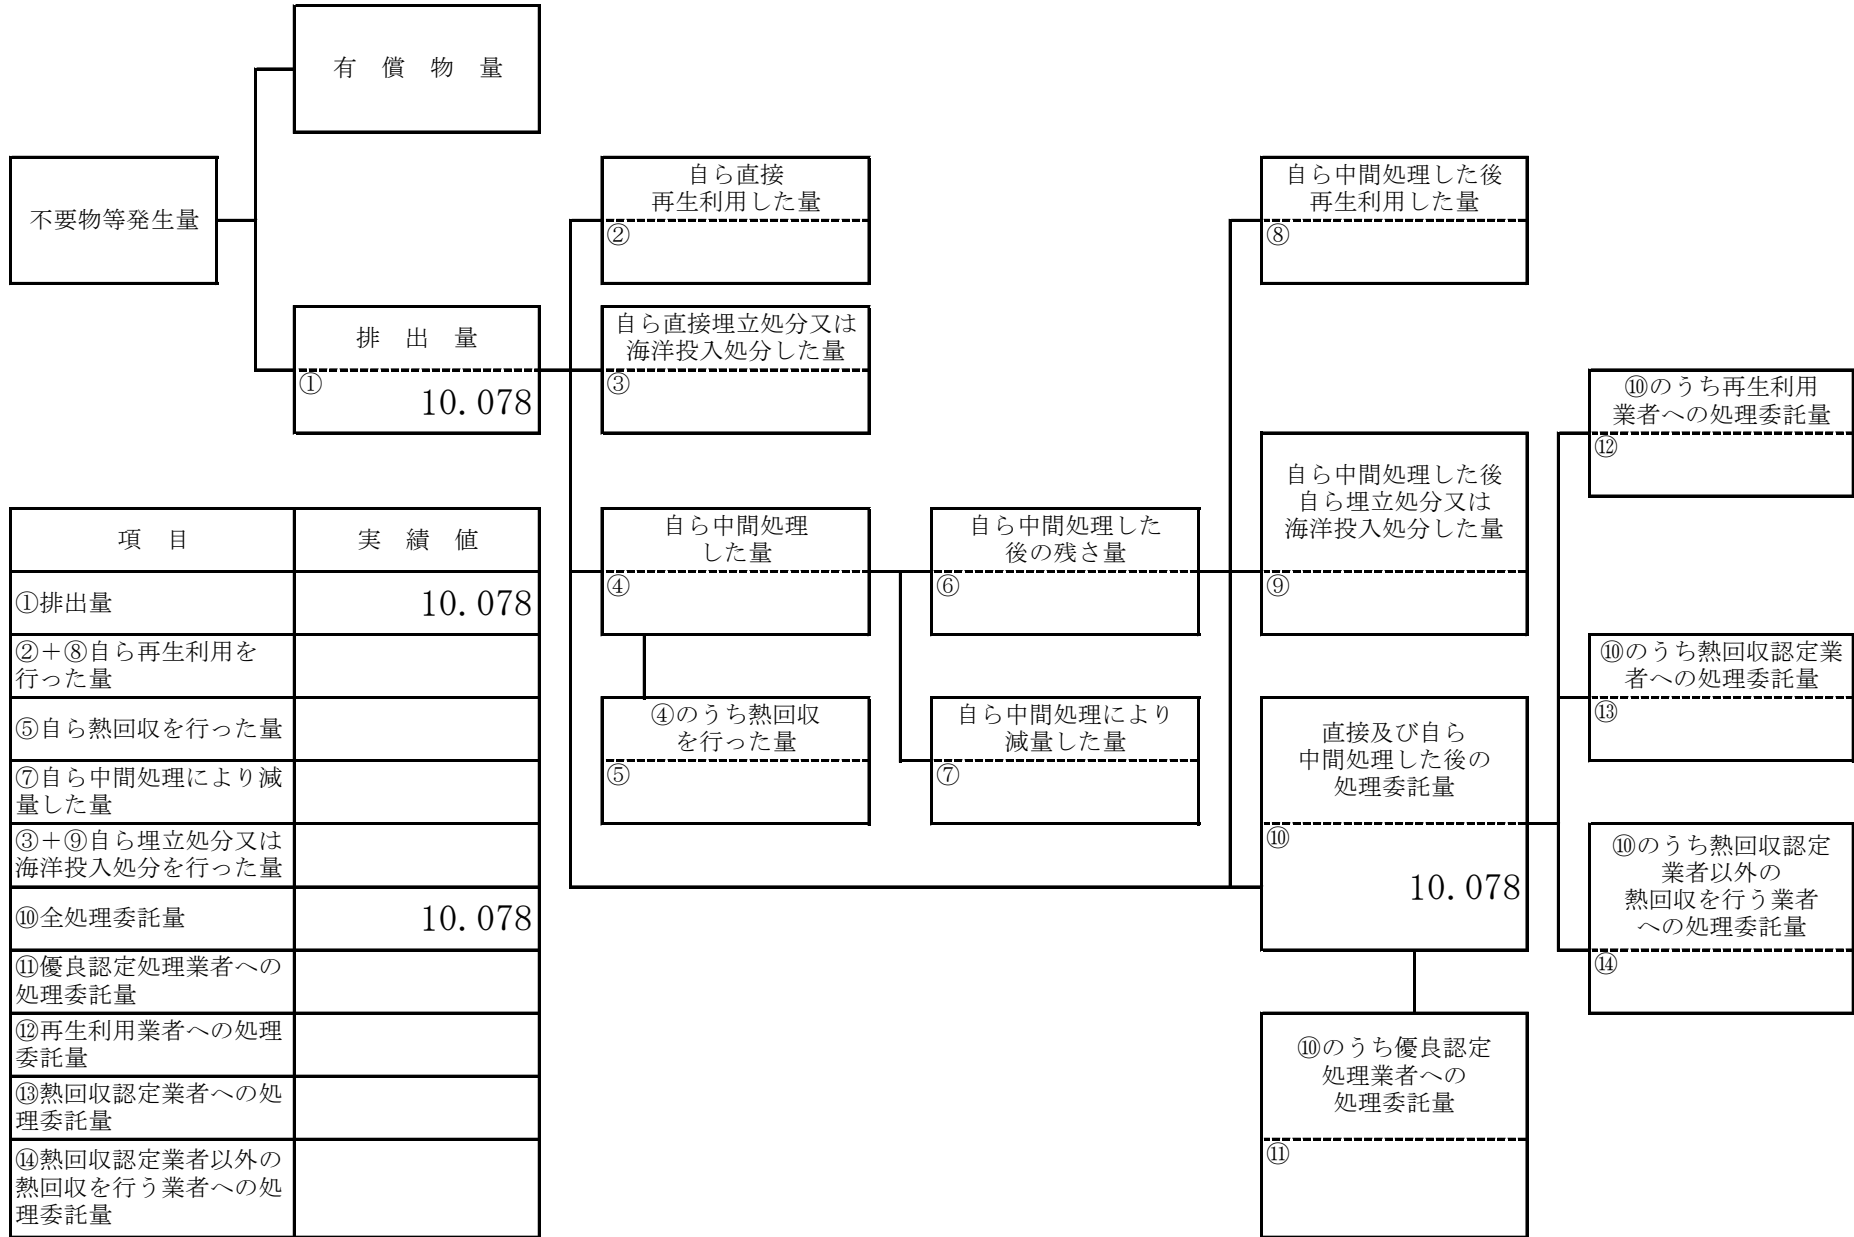 有　償　物　量
不要物等発生量
排　出　量
①
10.078
自ら直接
再生利用した量
②
自ら直接埋立処分又は
海洋投入処分した量
③
自ら中間処理
した量
④
④のうち熱回収
を行った量
⑤
自ら中間処理した
後の残さ量
⑥
自ら中間処理により
減量した量
⑦
自ら中間処理した後
再生利用した量
⑧
自ら中間処理した後
自ら埋立処分又は
海洋投入処分した量
⑨
直接及び自ら
中間処理した後の
処理委託量
⑩
10.078
⑩のうち優良認定
処理業者への
処理委託量
⑪
⑩のうち再生利用
業者への処理委託量
⑫
⑩のうち熱回収認定業
者への処理委託量
⑬
⑩のうち熱回収認定
業者以外の
熱回収を行う業者
への処理委託量
⑭
項　目　実　績　値
①排出量　10.078
②＋⑧自ら再生利用を
行った量
⑤自ら熱回収を行った量
⑦自ら中間処理により減
量した量
③＋⑨自ら埋立処分又は
海洋投入処分を行った量
⑩全処理委託量　10.078
⑪優良認定処理業者への
処理委託量
⑫再生利用業者への処理
委託量
⑬熱回収認定業者への処
理委託量
⑭熱回収認定業者以外の
熱回収を行う業者への処
理委託量